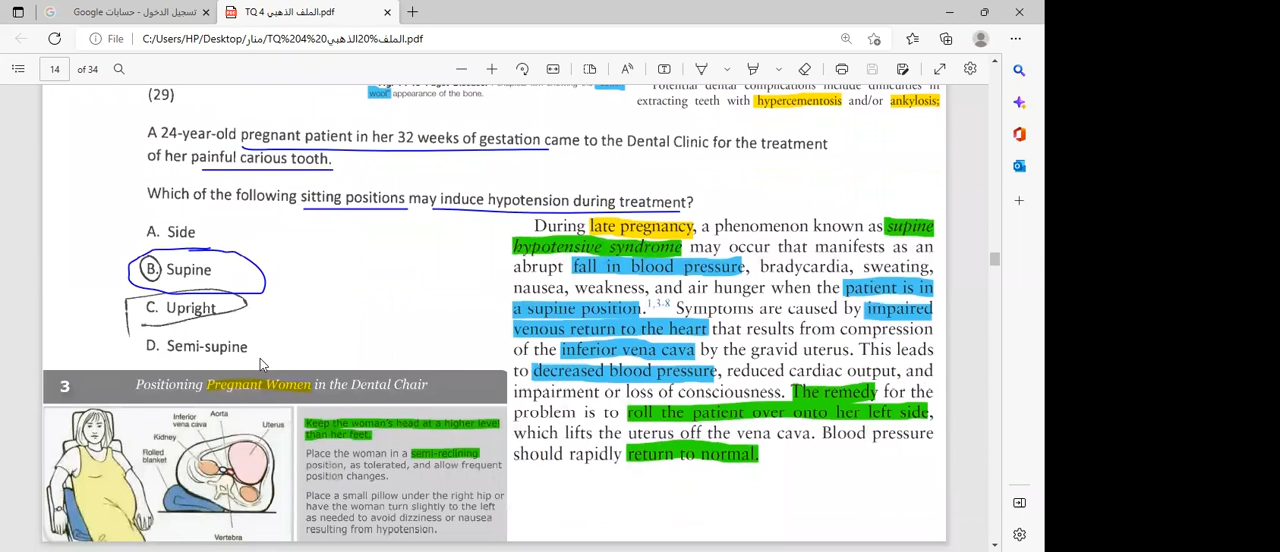 تسجيل الدخول - حسابات Google
TQ 4 الملف الذهبي.pdf
File
C:/Users/HP/Desktop/منار/TQ%204%20الملف%20الذهبي.pdf
14 of 34
(29)
wool" appearance of the bone.
Potential dental complications include difficulties in
extracting teeth with hypercementosis and/or ankylosis;
A 24-year-old pregnant patient in her 32 weeks of gestation came to the Dental Clinic for the treatment
of her painful carious tooth.
Which of the following sitting positions may induce hypotension during treatment?
A. Side
B. Supine
C. Upright
D. Semi-supine
During late pregnancy, a phenomenon known as supine
hypotensive syndrome may occur that manifests as an
abrupt fall in blood pressure, bradycardia, sweating,
nausea, weakness, and air hunger when the patient is in
a supine position.1,3-8 Symptoms are caused by impaired
venous return to the heart that results from compression
of the inferior vena cava by the gravid uterus. This leads
to decreased blood pressure, reduced cardiac output, and
impairment or loss of consciousness. The remedy for the
problem is to roll the patient over onto her left side,
which lifts the uterus off the vena cava. Blood pressure
should rapidly return to normal.
3
Positioning Pregnant Women in the Dental Chair
Inferior
vena cava
Aorta
Uterus
Kidney
Rolled
blanket
Vertebra
Keep the woman's head at a higher level
than her feet.
Place the woman in a semi-reclining
position, as tolerated, and allow frequent
position changes.
Place a small pillow under the right hip or
have the woman turn slightly to the left
as needed to avoid dizziness or nausea
resulting from hypotension.